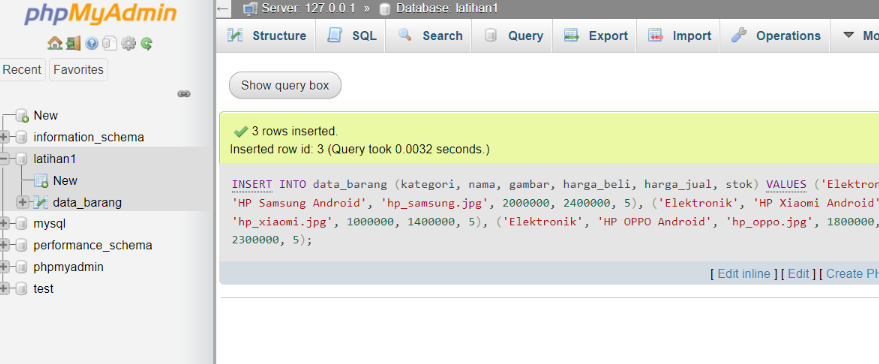 phpMyAdmin
Recent Favorites
New
information_schema
latihan1
New
data_barang
mysql
performance_schema
phpmyadmin
test
Server: 127.0.0.1 » Database: latihan1
Structure SQL Search Query Export Import Operations
Show query box
3 rows inserted.
Inserted row id: 3 (Query took 0.0032 seconds.)
INSERT INTO data_barang (kategori, nama, gambar, harga_beli, harga_jual, stok) VALUES ('Elektron
'HP Samsung Android', 'hp_samsung.jpg', 2000000, 2400000, 5), ('Elektronik', 'HP Xiaomi Android'
'hp_xiaomi.jpg', 1000000, 1400000, 5), ('Elektronik', 'HP OPPO Android', 'hp_oppo.jpg', 1800000,
2300000, 5);
[ Edit inline ] [ Edit ] [ Create